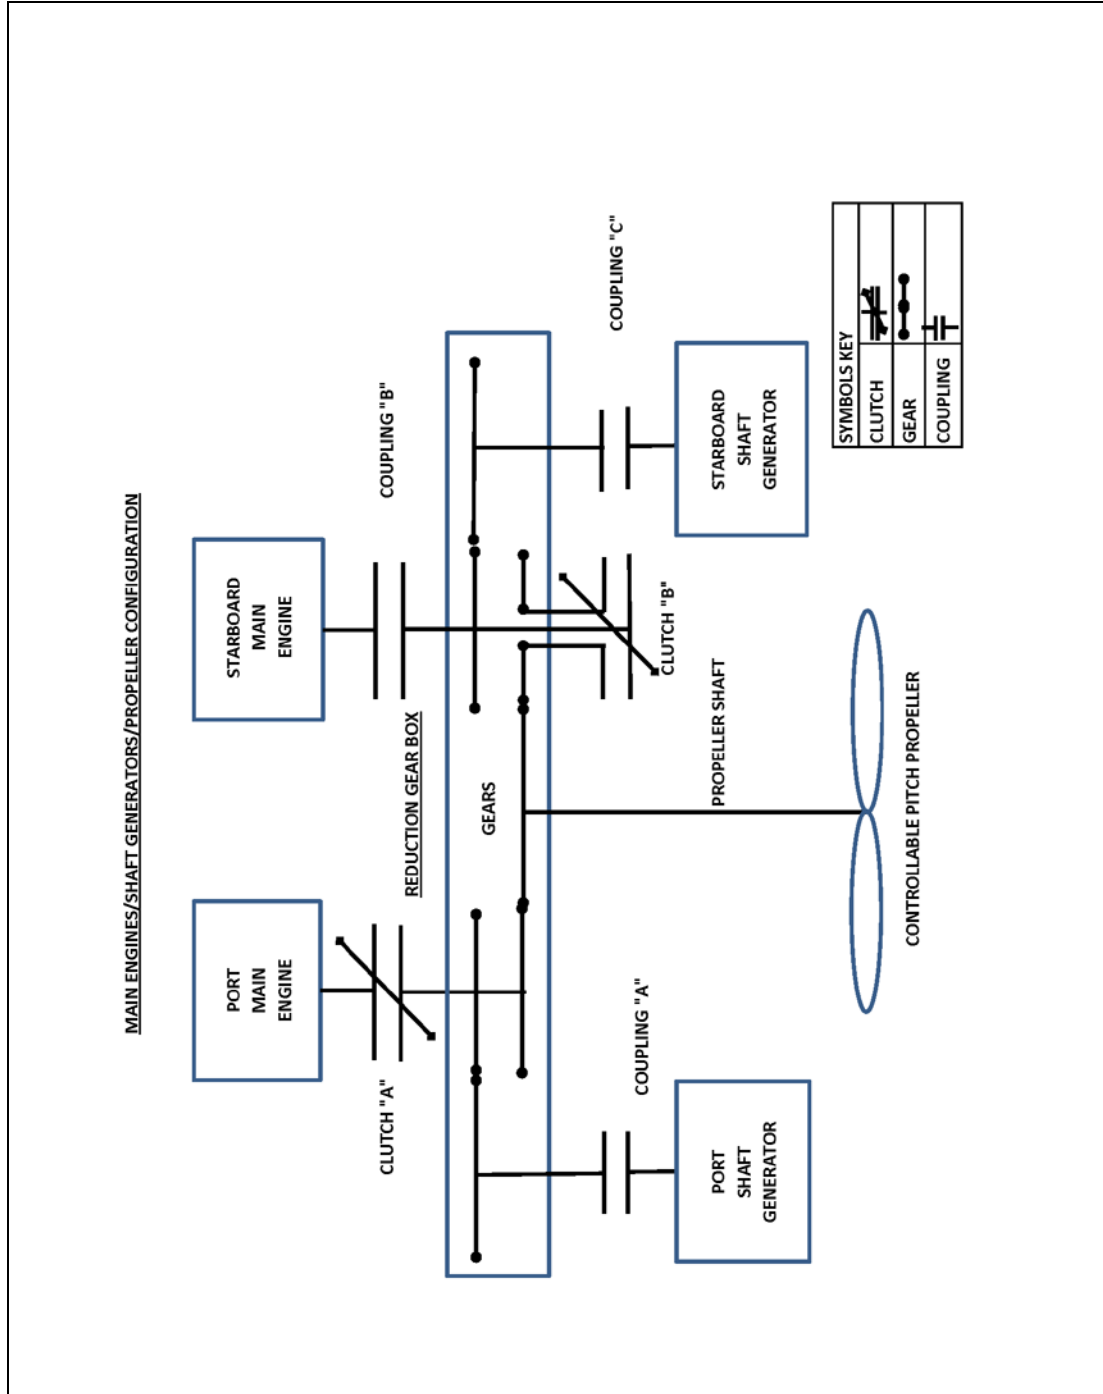 MAIN ENGINES/SHAFT GENERATORS/PROPELLER CONFIGURATION
PORT
MAIN
ENGINE
STARBOARD
MAIN
ENGINE
CLUTCH "A"
COUPLING "B"
REDUCTION GEAR BOX
GEARS
COUPLING "A"
CLUTCH "B"
COUPLING "C"
PORT
SHAFT
GENERATOR
PROPELLER SHAFT
STARBOARD
SHAFT
GENERATOR
CONTROLLABLE PITCH PROPELLER
SYMBOLS KEY
CLUTCH
GEAR
COUPLING